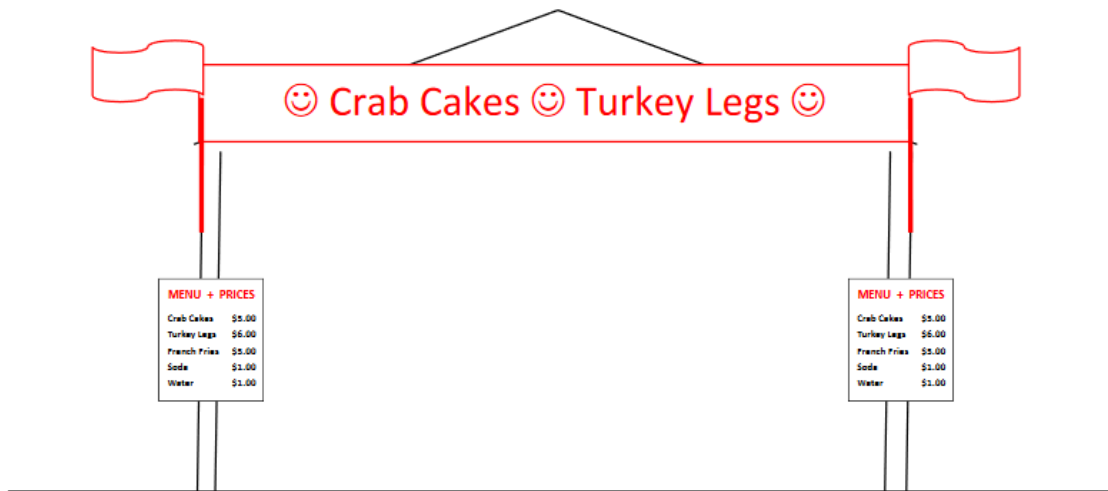 ☺ Crab Cakes ☺ Turkey Legs ☺
MENU + PRICES
Crab Cakes $5.00
Turkey Legs $6.00
French Fries $5.00
Soda $1.00
Water $1.00
MENU + PRICES
Crab Cakes $5.00
Turkey Legs $6.00
French Fries $5.00
Soda $1.00
Water $1.00